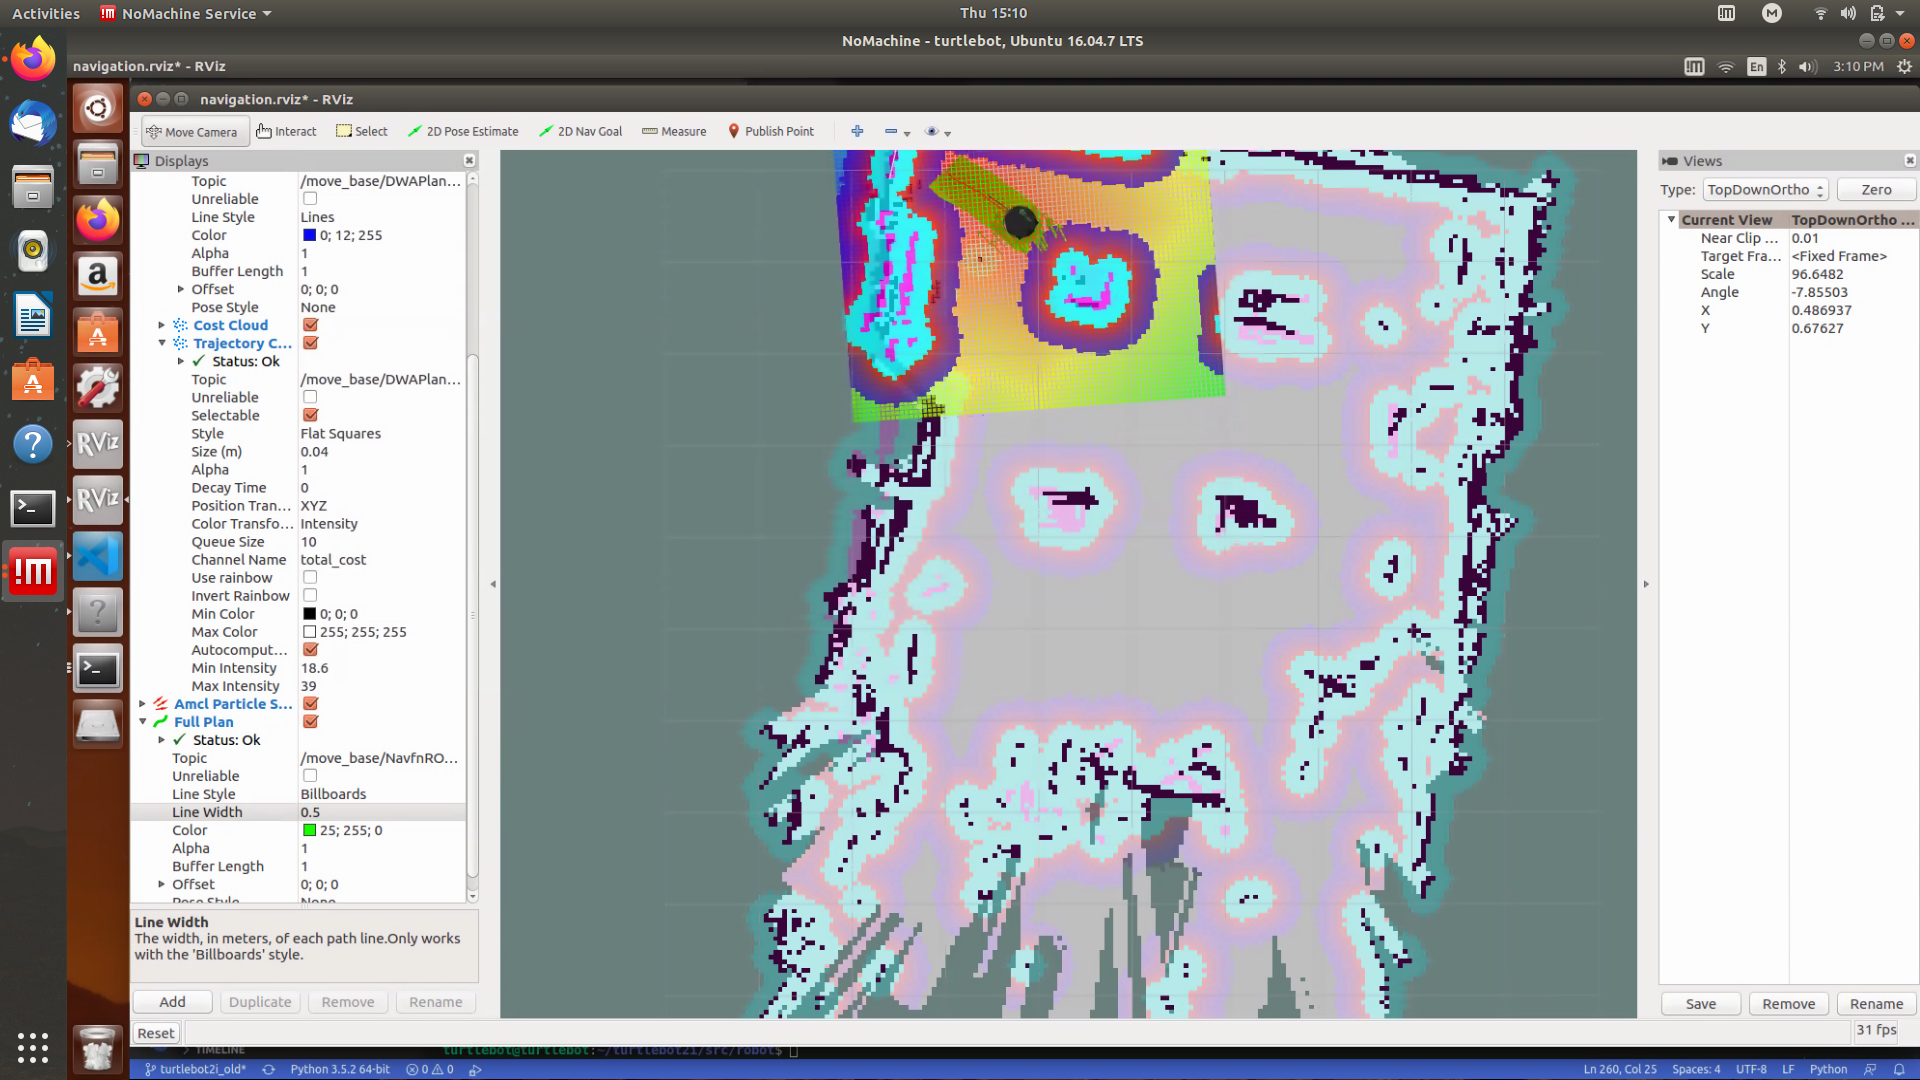 Activities
NoMachine Service
Thu 15:10
NoMachine - turtlebot, Ubuntu 16.04.7 LTS
navigation.rviz* - RViz
En
3:10 PM
navigation.rviz* - RViz
Move Camera
Interact
Select
2D Pose Estimate
2D Nav Goal
Measure
Publish Point
Displays
Topic /move_base/DWAPlan...
Unreliable
Line Style Lines
Color 0; 12; 255
Alpha 1
Buffer Length 1
Offset 0; 0; 0
Pose Style None
Cost Cloud
Trajectory C...
Status: Ok
Topic /move_base/DWAPlan...
Unreliable
Selectable
Style Flat Squares
Size (m) 0.04
Alpha 1
Decay Time 0
Position Tran... XYZ
Color Transfo... Intensity
Queue Size 10
Channel Name total_cost
Use rainbow
Invert Rainbow
Min Color 0; 0; 0
Max Color 255; 255; 255
Autocomput...
Min Intensity 18.6
Max Intensity 39
Amcl Particle S...
Full Plan
Status: Ok
Topic /move_base/NavfnRO...
Unreliable
Line Style Billboards
Line Width 0.5
Color 25; 255; 0
Alpha 1
Buffer Length 1
Offset 0; 0; 0
Pose Style None
Line Width
The width, in meters, of each path line.Only works
with the 'Billboards' style.
Add
Duplicate
Remove
Rename
Reset
Views
Type: TopDownOrtho
Zero
Current View TopDownOrtho ...
Near Clip ... 0.01
Target Fra... <Fixed Frame>
Scale 96.6482
Angle -7.85503
X 0.486937
Y 0.67627
Save
Remove
Rename
31 fps
RViz
RViz
TIMELINE
turtlebot@turtlebot:~/turtlebot2i/src/robot$
turtlebot2i_old*
Python 3.5.2 64-bit
0
0
Ln 260, Col 25
Spaces: 4
UTF-8
LF
Python